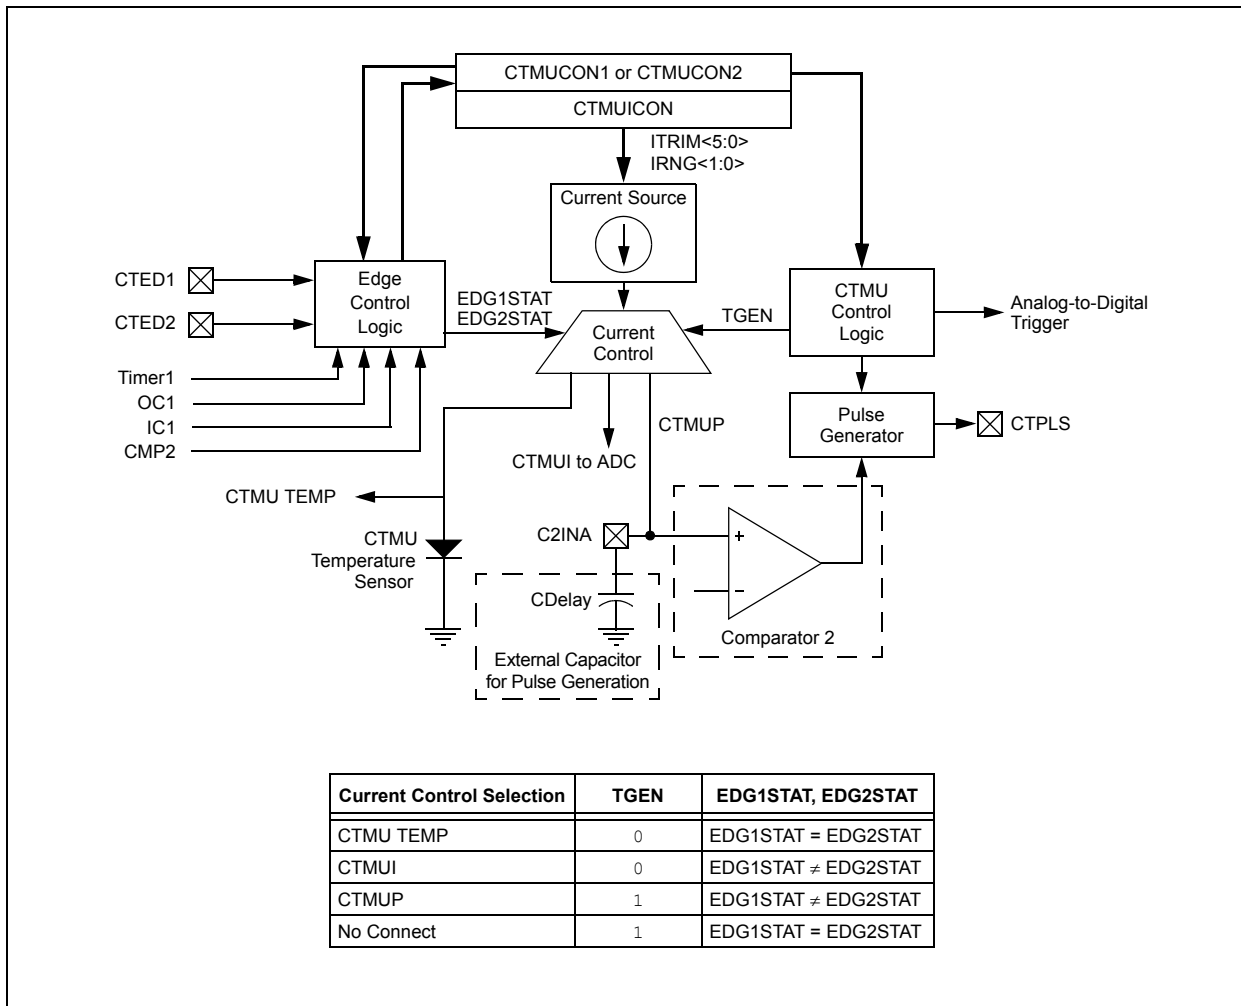 CTMUCON1 or CTMUCON2
CTMUICON
ITRIM<5:0>
IRNG<1:0>
Current Source
CTED1
CTED2
Edge
Control
Logic
EDG1STAT
EDG2STAT
Current
Control
TGEN
CTMU
Control
Logic
Analog-to-Digital
Trigger
Timer1
OC1
IC1
CMP2
CTMUP
Pulse
Generator
CTPLS
CTMUI to ADC
CTMU TEMP
CTMU
Temperature
Sensor
C2INA
+
–
CDelay
Comparator 2
External Capacitor
for Pulse Generation
Current Control Selection TGEN EDG1STAT, EDG2STAT
CTMU TEMP 0 EDG1STAT = EDG2STAT
CTMUI 0 EDG1STAT ≠ EDG2STAT
CTMUP 1 EDG1STAT ≠ EDG2STAT
No Connect 1 EDG1STAT = EDG2STAT